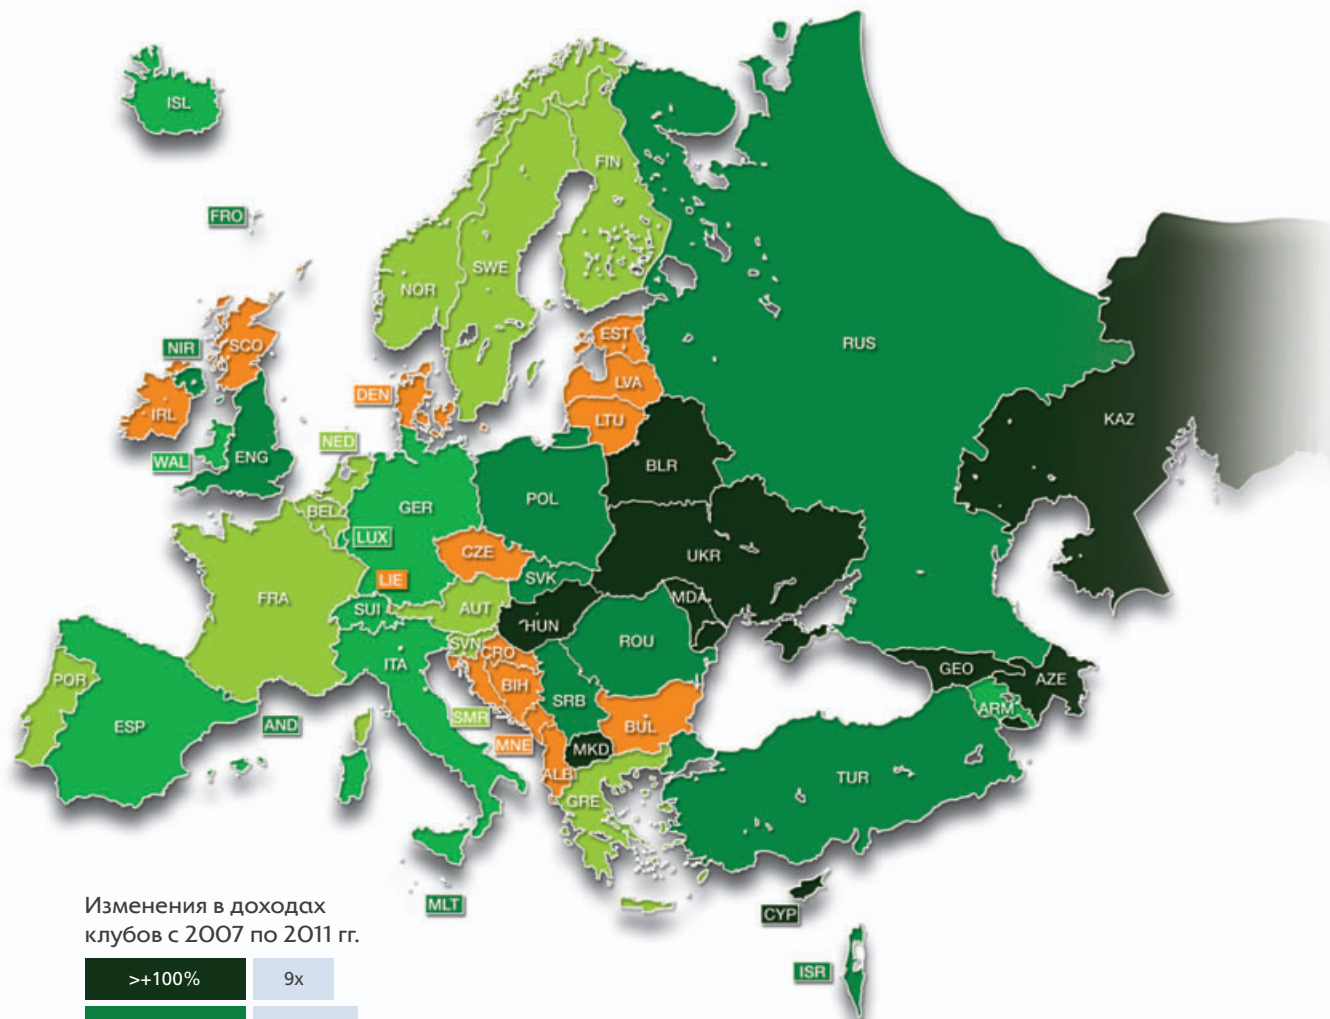 ISL
FRO
FIN
SWE
NOR
RUS
EST
NIR
SCO
LVA
DEN
IRL
LTU
KAZ
NED
WAL
ENG
BLR
POL
GER
BEL
LUX
CZE
UKR
LIE
SVK
FRA
MDA
SUI
AUT
HUN
ROU
SVN
CRO
ITA
GEO
POR
BIH
AZE
SRB
ARM
SMR
ESP
AND
BUL
MNE
MKD
ALB
TUR
GRE
MLT
CYP
ISR
Изменения в доходах
клубов с 2007 по 2011 гг.
>+100% 9x